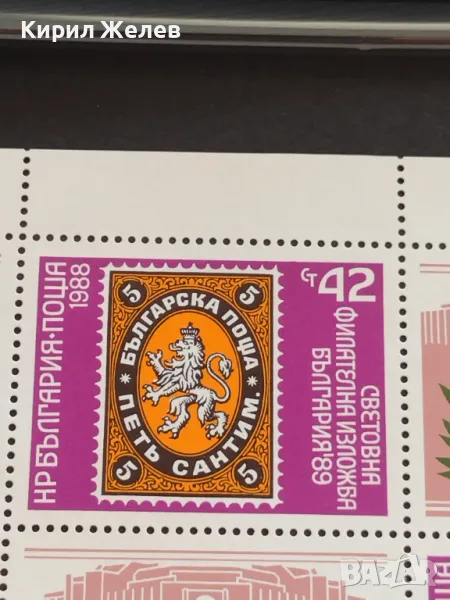 Кирил Желев
НР БЪЛГАРИЯ·ПОЩА
1988
5 5
БЪЛГАРСКА ПОЩА
ПЕТЬ САНТИМ.
5 5
СТ 42
СВЕТОВНА
ФИЛАТЕЛНА ИЗЛОЖБА
БЪЛГАРИЯ'89
bazar